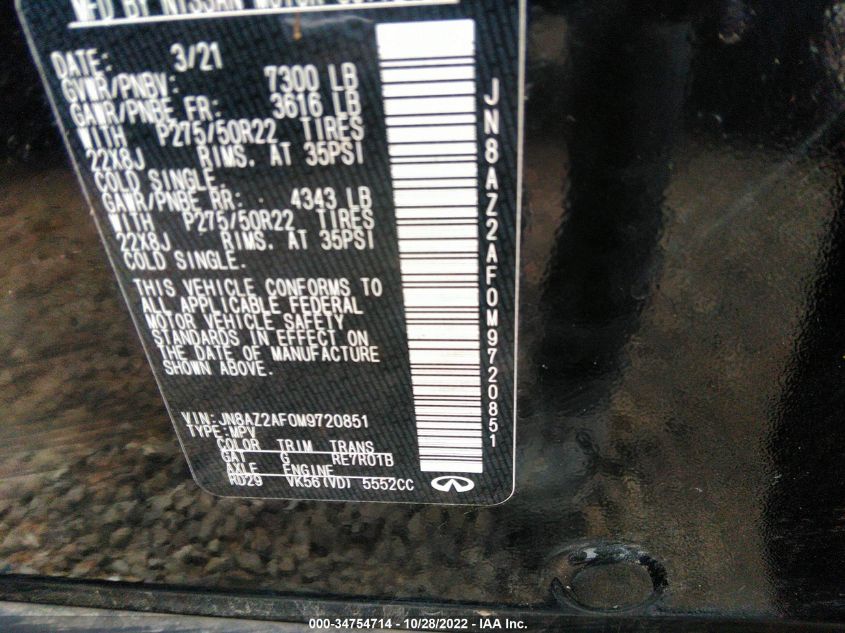 MFD BY NISSAN MOTOR
DATE: 3/21
GVWR/PNBV: 7300 LB
GAWR/PNBE FR: 3616 LB
WITH P275/50R22 TIRES
22X8J RIMS. AT 35PSI
COLD SINGLE.
GAWR/PNBE RR: 4343 LB
WITH P275/50R22 TIRES
22X8J RIMS. AT 35PSI
COLD SINGLE.
THIS VEHICLE CONFORMS TO
ALL APPLICABLE FEDERAL
MOTOR VEHICLE SAFETY
STANDARDS IN EFFECT ON
THE DATE OF MANUFACTURE
SHOWN ABOVE.
VIN:JN8AZ2AF0M9720851
TYPE:MPV
COLOR TRIM TRANS
GAT G RE7R01B
AXLE ENGINE
RD29 VK56(VD) 5552CC
JN8AZ2AF0M9720851
000-34754714 - 10/28/2022 - IAA Inc.